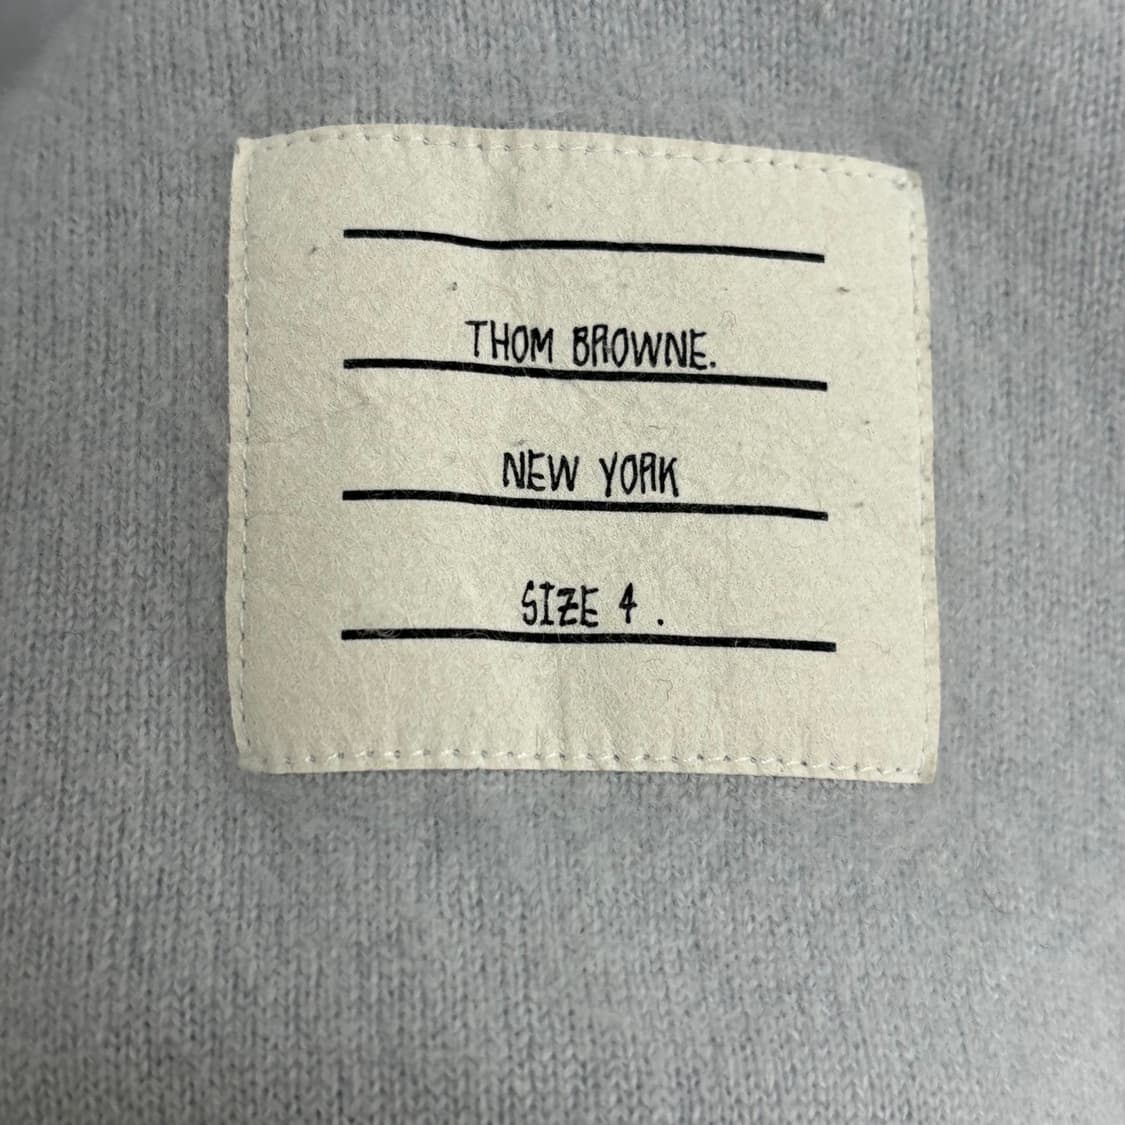 THOM BROWNE.
NEW YORK
SIZE 4 .